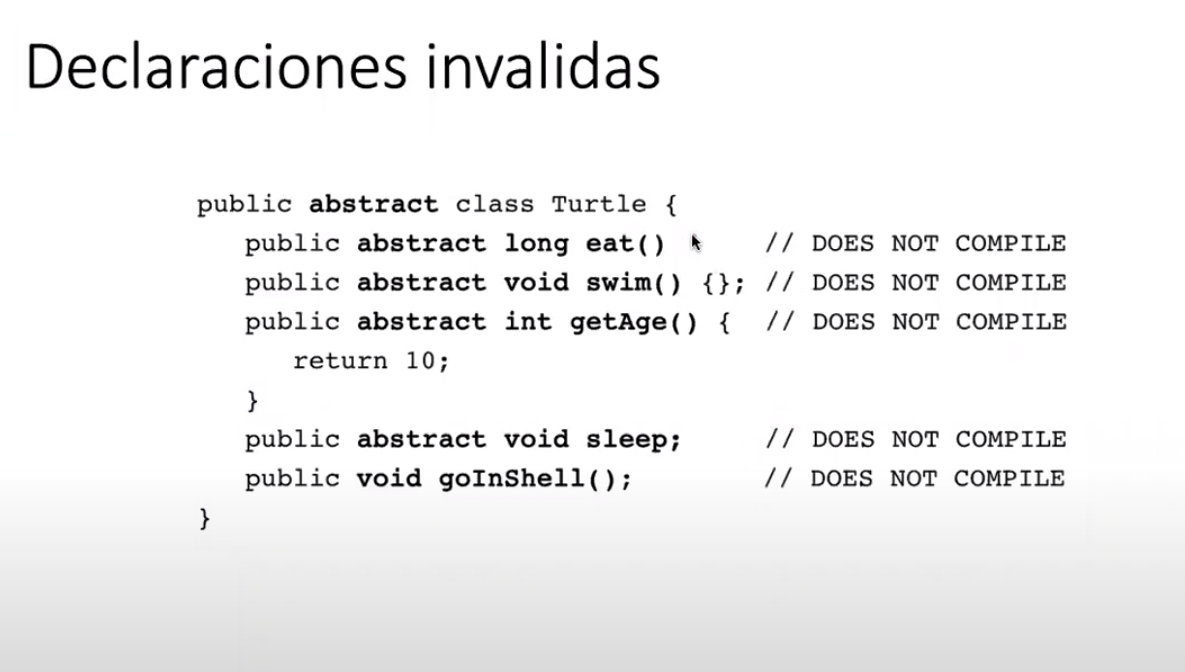 Declaraciones invalidas
public abstract class Turtle {
public abstract long eat() // DOES NOT COMPILE
public abstract void swim() {}; // DOES NOT COMPILE
public abstract int getAge() { // DOES NOT COMPILE
return 10;
}
public abstract void sleep; // DOES NOT COMPILE
public void goInShell(); // DOES NOT COMPILE
}